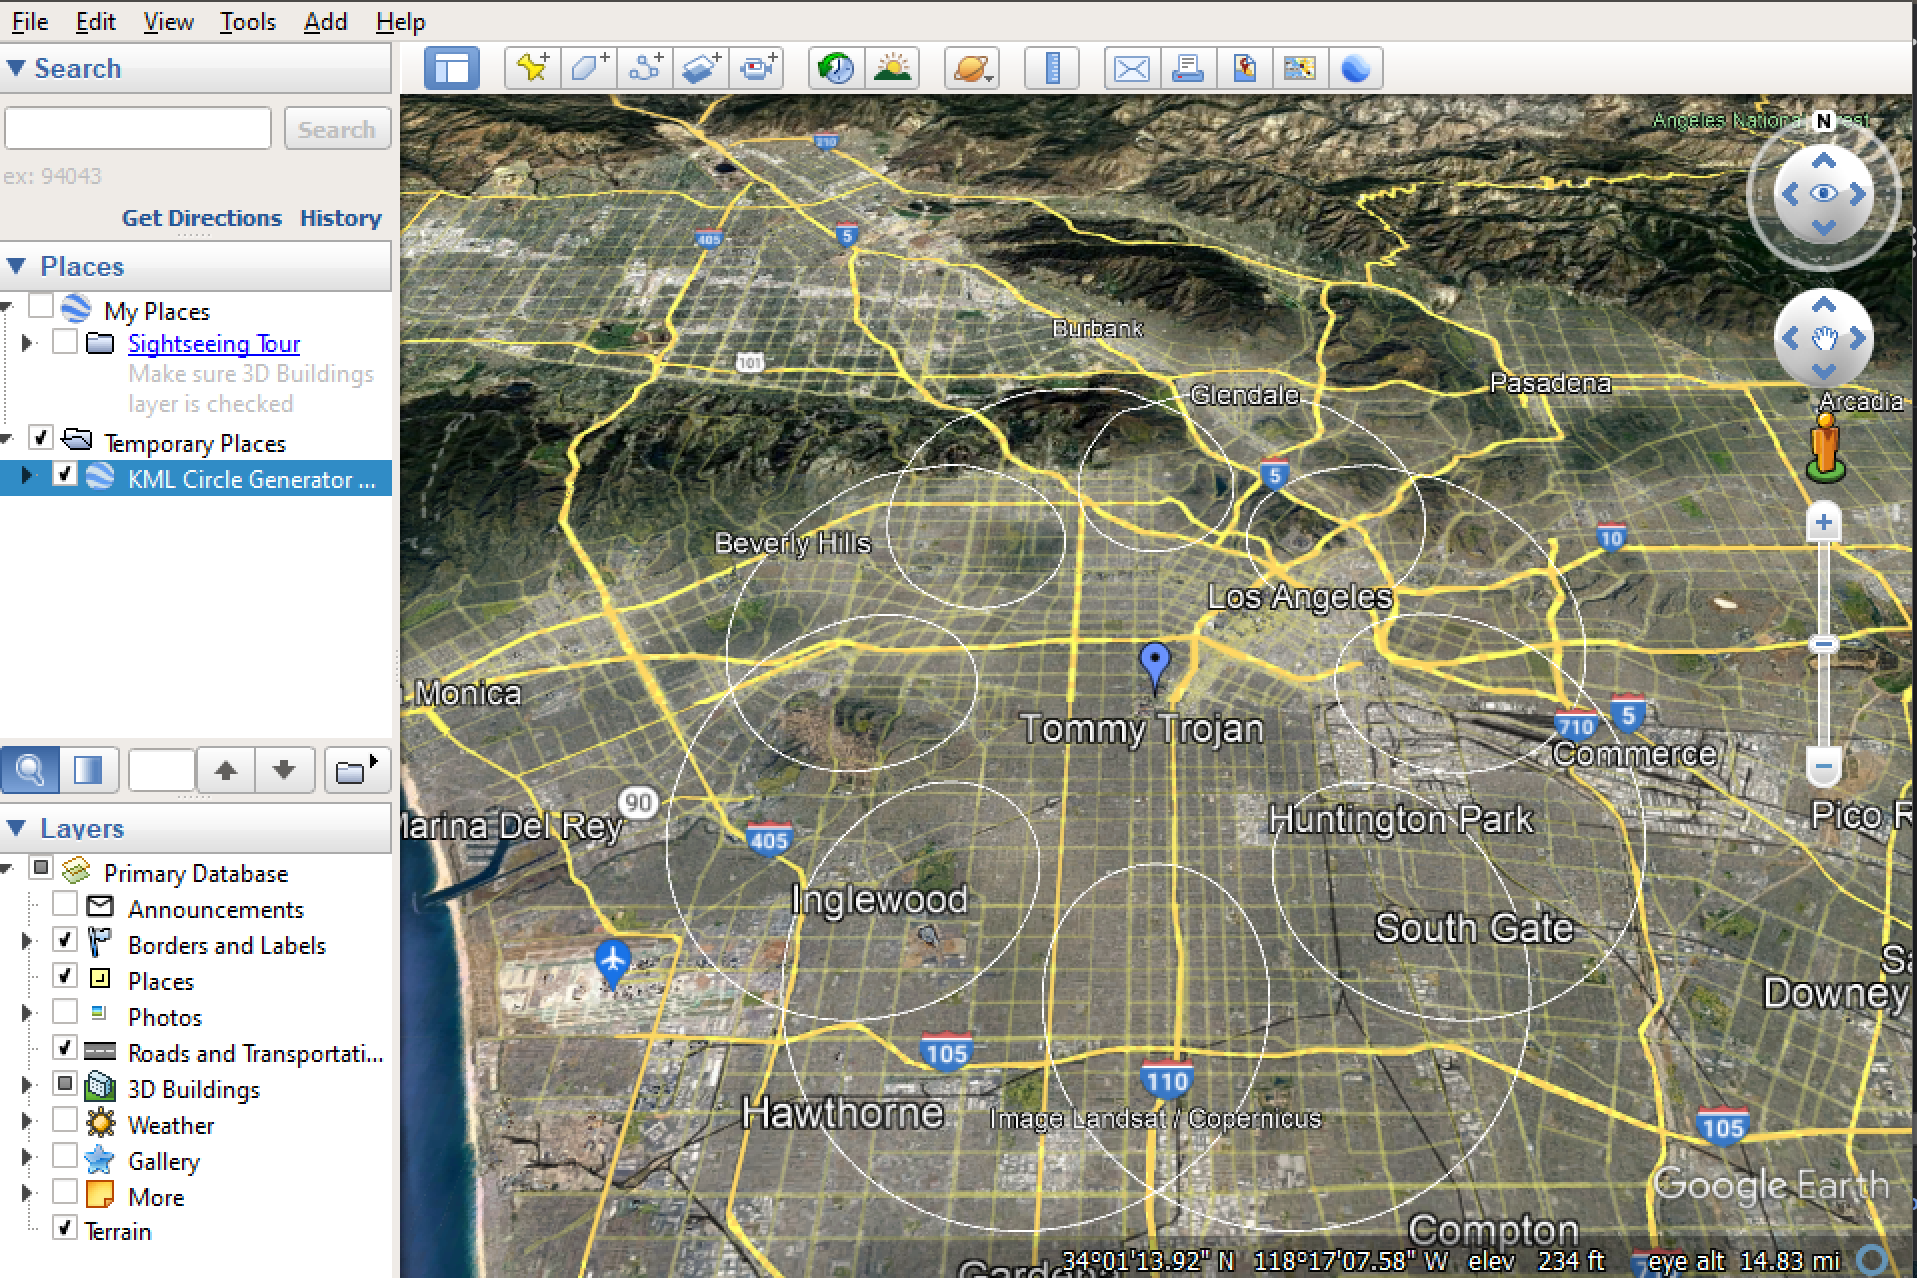 File Edit View Tools Add Help
Search
Search
ex: 94043
Get Directions History
Places
My Places
Sightseeing Tour
Make sure 3D Buildings
layer is checked
Temporary Places
KML Circle Generator ...
Layers
Primary Database
Announcements
Borders and Labels
Places
Photos
Roads and Transportati...
3D Buildings
Weather
Gallery
More
Terrain
N
Angeles Nationa est
210
405
5
Burbank
101
Glendale
Pasadena
Arcadia
5
10
Beverly Hills
Los Angeles
Monica
Tommy Trojan
710
5
Commerce
90
Marina Del Rey
405
Huntington Park
Pico R
Inglewood
South Gate
Sa
Downey
105
110
Hawthorne
Image Landsat / Copernicus
105
Google Earth
Compton
34°01'13.92" N 118°17'07.58" W elev 234 ft eye alt 14.83 mi